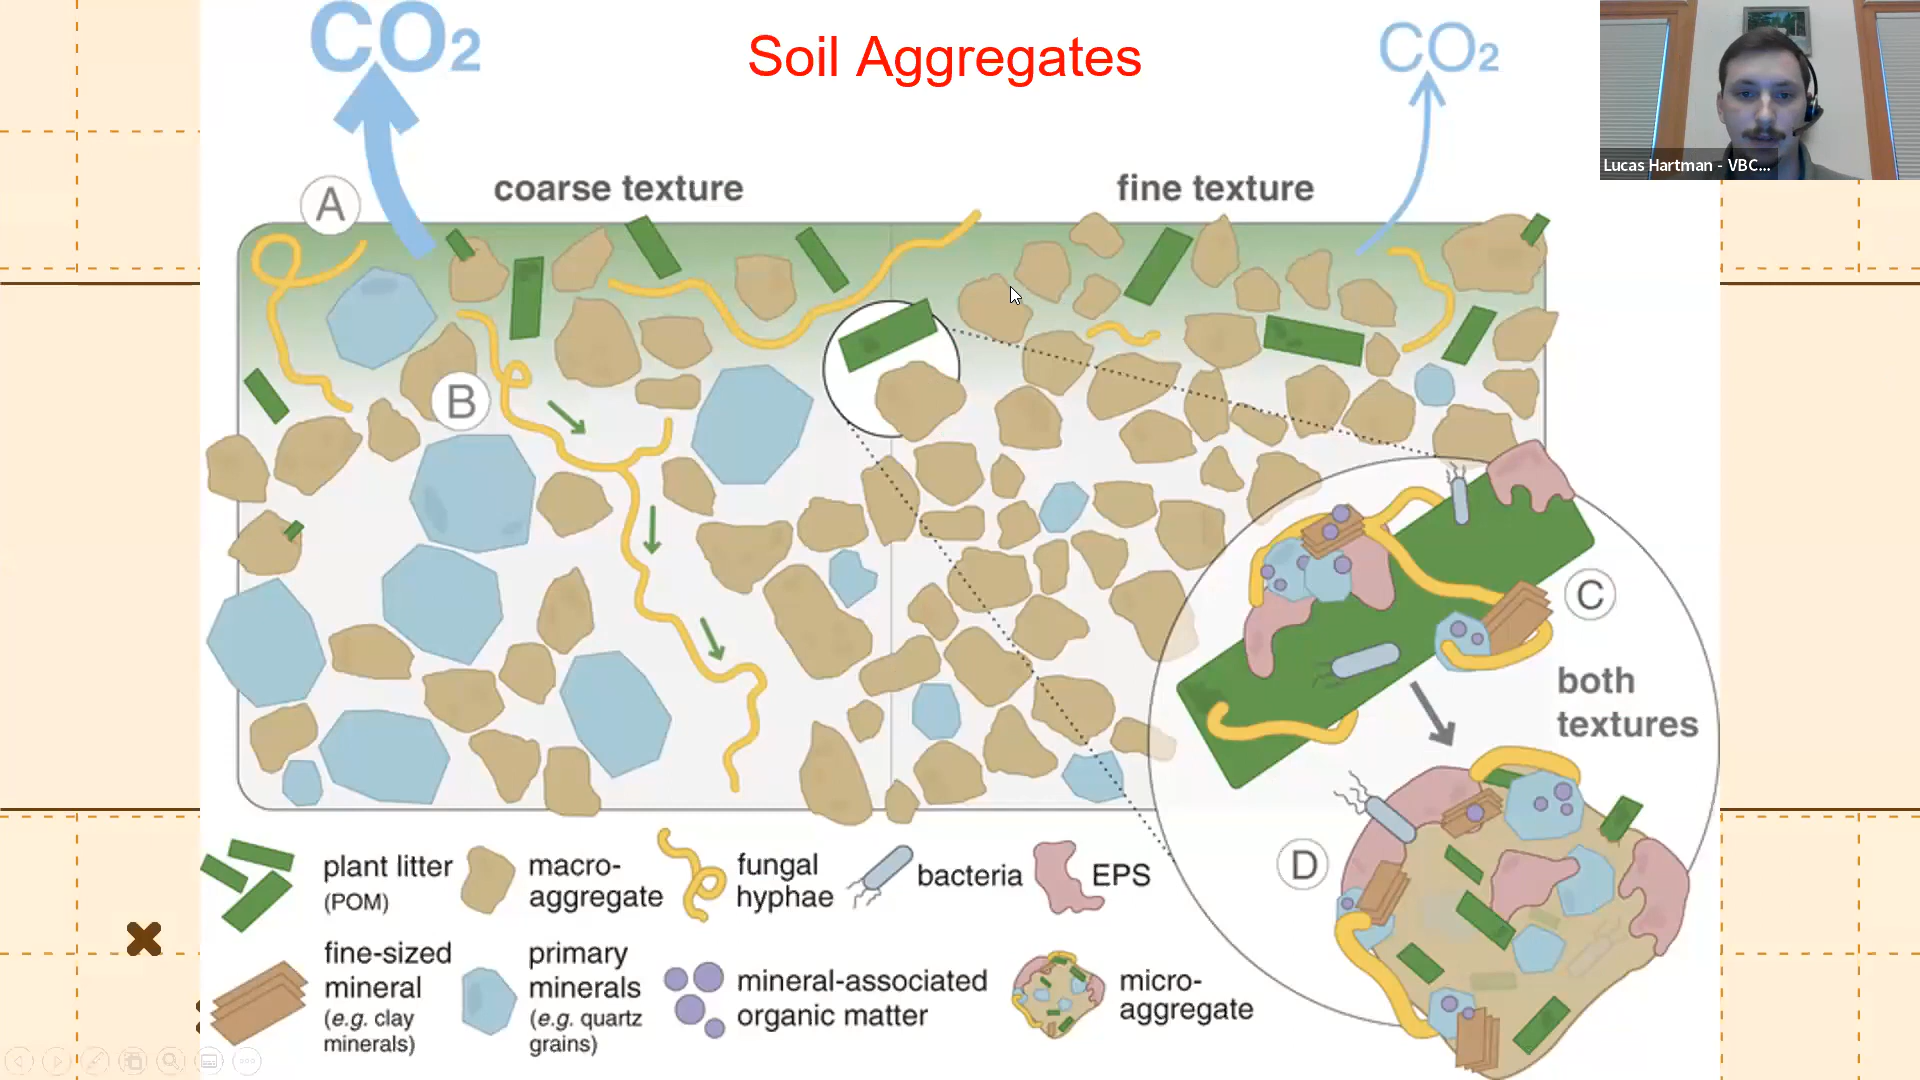 CO2
Soil Aggregates
CO2
Lucas Hartman - VBC...
A
coarse texture
fine texture
B
C
both
textures
D
plant litter
(POM)
macro-
aggregate
fungal
hyphae
bacteria
EPS
fine-sized
mineral
(e.g. clay
minerals)
primary
minerals
(e.g. quartz
grains)
mineral-associated
organic matter
micro-
aggregate